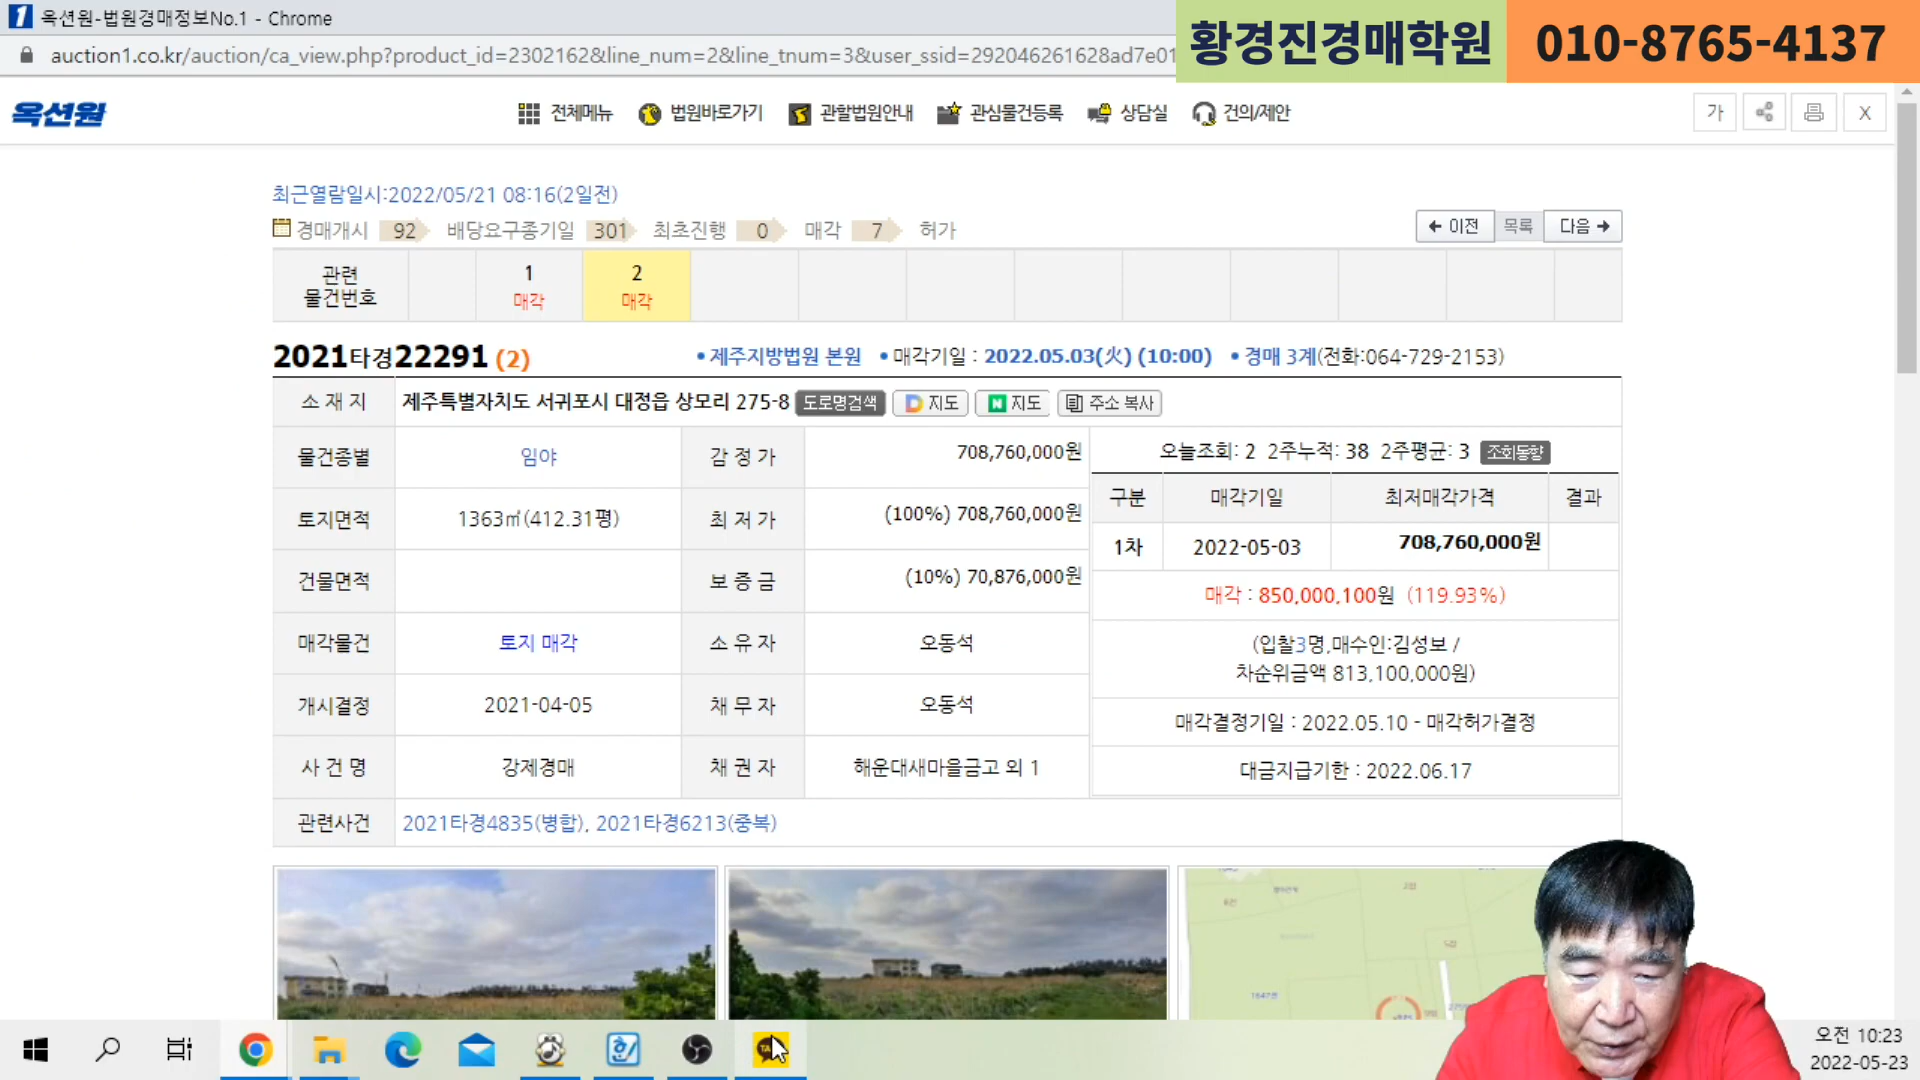 옥션원-법원경매정보No.1 - Chrome
auction1.co.kr/auction/ca_view.php?product_id=2302162&line_num=2&line_tnum=3&user_ssid=292046261628ad7e01
황경진경매학원 010-8765-4137
옥션원 전체메뉴 법원바로가기 관할법원안내 관심물건등록 상담실 건의/제안 가 X
최근열람일시:2022/05/21 08:16(2일전)
경매개시 92 배당요구종기일 301 최초진행 0 매각 7 허가
이전 목록 다음
관련 물건번호
1 매각
2 매각
2021타경22291 (2) • 제주지방법원 본원 • 매각기일 : 2022.05.03(火) (10:00) • 경매 3계(전화:064-729-2153)
소 재 지 제주특별자치도 서귀포시 대정읍 상모리 275-8 도로명검색 D 지도 N 지도 주소 복사
물건종별 임야 감 정 가 708,760,000원
토지면적 1363㎡(412.31평) 최 저 가 (100%) 708,760,000원
건물면적 보 증 금 (10%) 70,876,000원
매각물건 토지 매각 소 유 자 오동석
개시결정 2021-04-05 채 무 자 오동석
사 건 명 강제경매 채 권 자 해운대새마을금고 외 1
관련사건 2021타경4835(병합), 2021타경6213(중복)
오늘조회: 2 2주누적: 38 2주평균: 3 조회동향
구분 매각기일 최저매각가격 결과
1차 2022-05-03 708,760,000원
매각 : 850,000,100원 (119.93%)
(입찰3명,매수인:김성보 /
차순위금액 813,100,000원)
매각결정기일 : 2022.05.10 - 매각허가결정
대금지급기한 : 2022.06.17
오전 10:23
2022-05-23